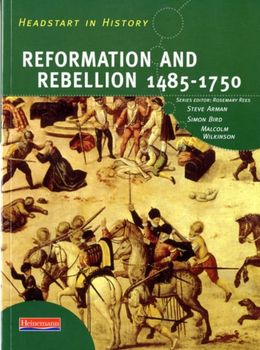 HEADSTART IN HISTORY
REFORMATION AND
REBELLION 1485-1750
SERIES EDITOR: ROSEMARY REES
STEVE ARMAN
SIMON BIRD
MALCOLM
WILKINSON
Heinemann